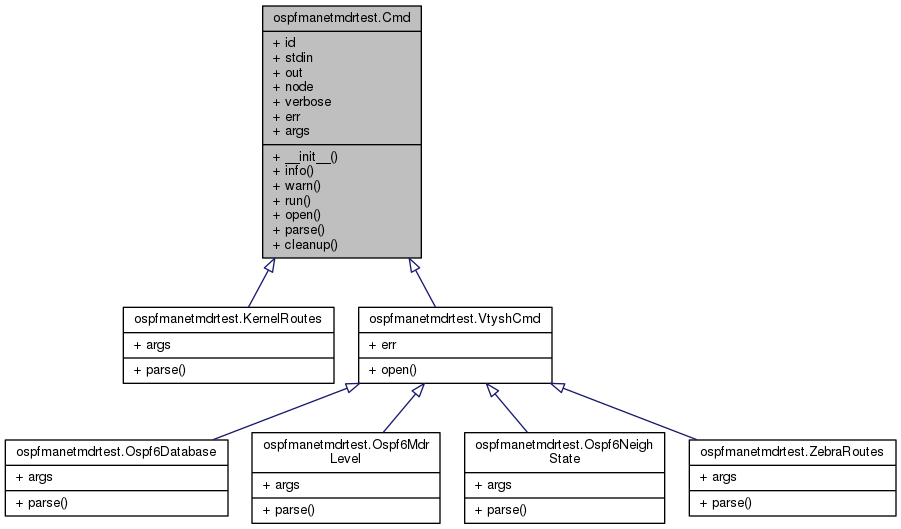 ospfmanetmdrtest.Cmd
+ id
+ stdin
+ out
+ node
+ verbose
+ err
+ args
+ __init__()
+ info()
+ warn()
+ run()
+ open()
+ parse()
+ cleanup()
ospfmanetmdrtest.KernelRoutes
+ args
+ parse()
ospfmanetmdrtest.VtyshCmd
+ err
+ open()
ospfmanetmdrtest.Ospf6Database
+ args
+ parse()
ospfmanetmdrtest.Ospf6Mdr
Level
+ args
+ parse()
ospfmanetmdrtest.Ospf6Neigh
State
+ args
+ parse()
ospfmanetmdrtest.ZebraRoutes
+ args
+ parse()